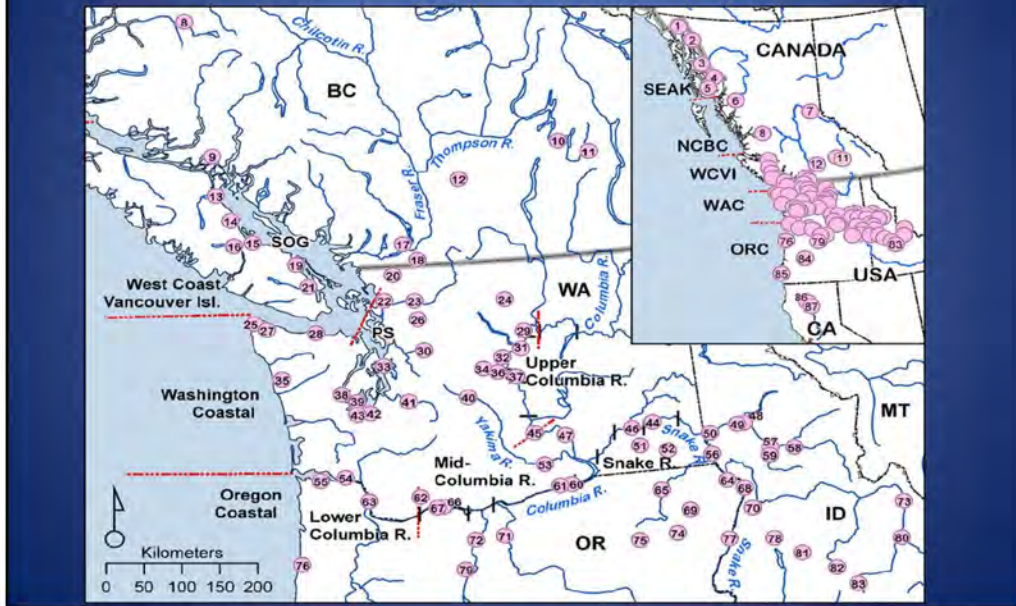 8
Chilcotin R.
BC
9
10
11
Thompson R.
12
Fraser R.
13
14
15
16
SOG
17
18
19
20
21
West Coast
Vancouver Isl.
22
23
24
WA
Columbia R.
25
27
28
PS
26
29
30
31
32
33
34
36
37
Upper
Columbia R.
35
Washington
Coastal
38
39
43
42
41
40
Yakima R.
45
47
46
44
51
52
Snake R.
50
49
48
57
58
59
56
53
Mid-
Columbia R.
Snake R.
Oregon
Coastal
55
54
63
62
67
66
61
60
Columbia R.
Lower
Columbia R.
65
64
68
70
69
ID
73
Kilometers
0 50 100 150 200
76
72
71
79
OR
75
74
77
Snake R.
78
81
82
83
80
MT
1
2
3
4
5
CANADA
SEAK
6
7
8
NCBC
12
11
WCVI
WAC
ORC
76
79
83
84
85
USA
86
87
CA